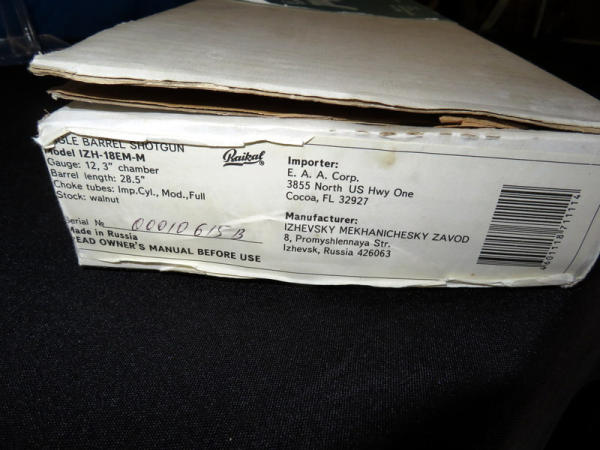 GLE BARREL SHOTGUN
Model IZH-18EM-M
Gauge: 12, 3" chamber
Barrel length: 28.5"
Choke tubes: Imp.Cyl., Mod.,Full
Stock: walnut
Serial № 00010615B
Made in Russia
EAD OWNER'S MANUAL BEFORE USE
Baikal
Importer:
E. A. A. Corp.
3855 North US Hwy One
Cocoa, FL 32927
Manufacturer:
IZHEVSKY MEKHANICHESKY ZAVOD
8, Promyshlennaya Str.
Izhevsk, Russia 426063